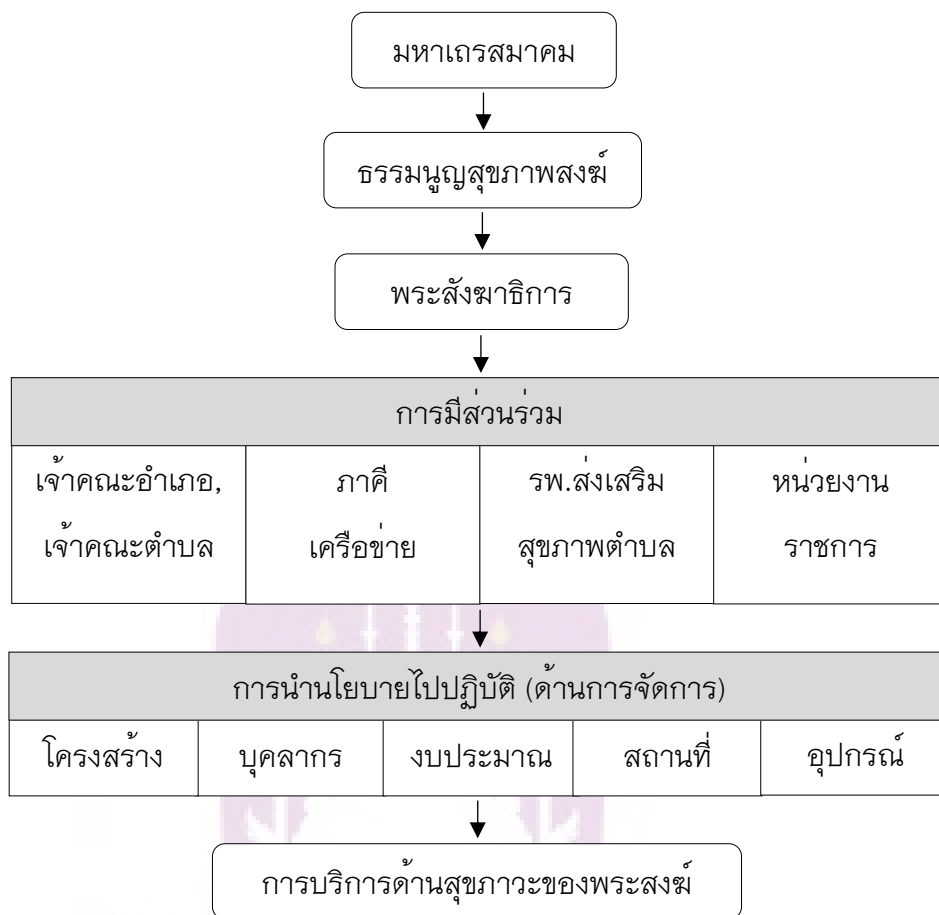 มหาเถรสมาคม
ธรรมนูญสุขภาพสงฆ์
พระสังฆาธิการ
การมีส่วนร่วม
เจ้าคณะอำเภอ,
เจ้าคณะตำบล
ภาคี
เครือข่าย
รพ.ส่งเสริม
สุขภาพตำบล
หน่วยงาน
ราชการ
การนำนโยบายไปปฏิบัติ (ด้านการจัดการ)
โครงสร้าง
บุคลากร
งบประมาณ
สถานที่
อุปกรณ์
การบริการด้านสุขภาวะของพระสงฆ์